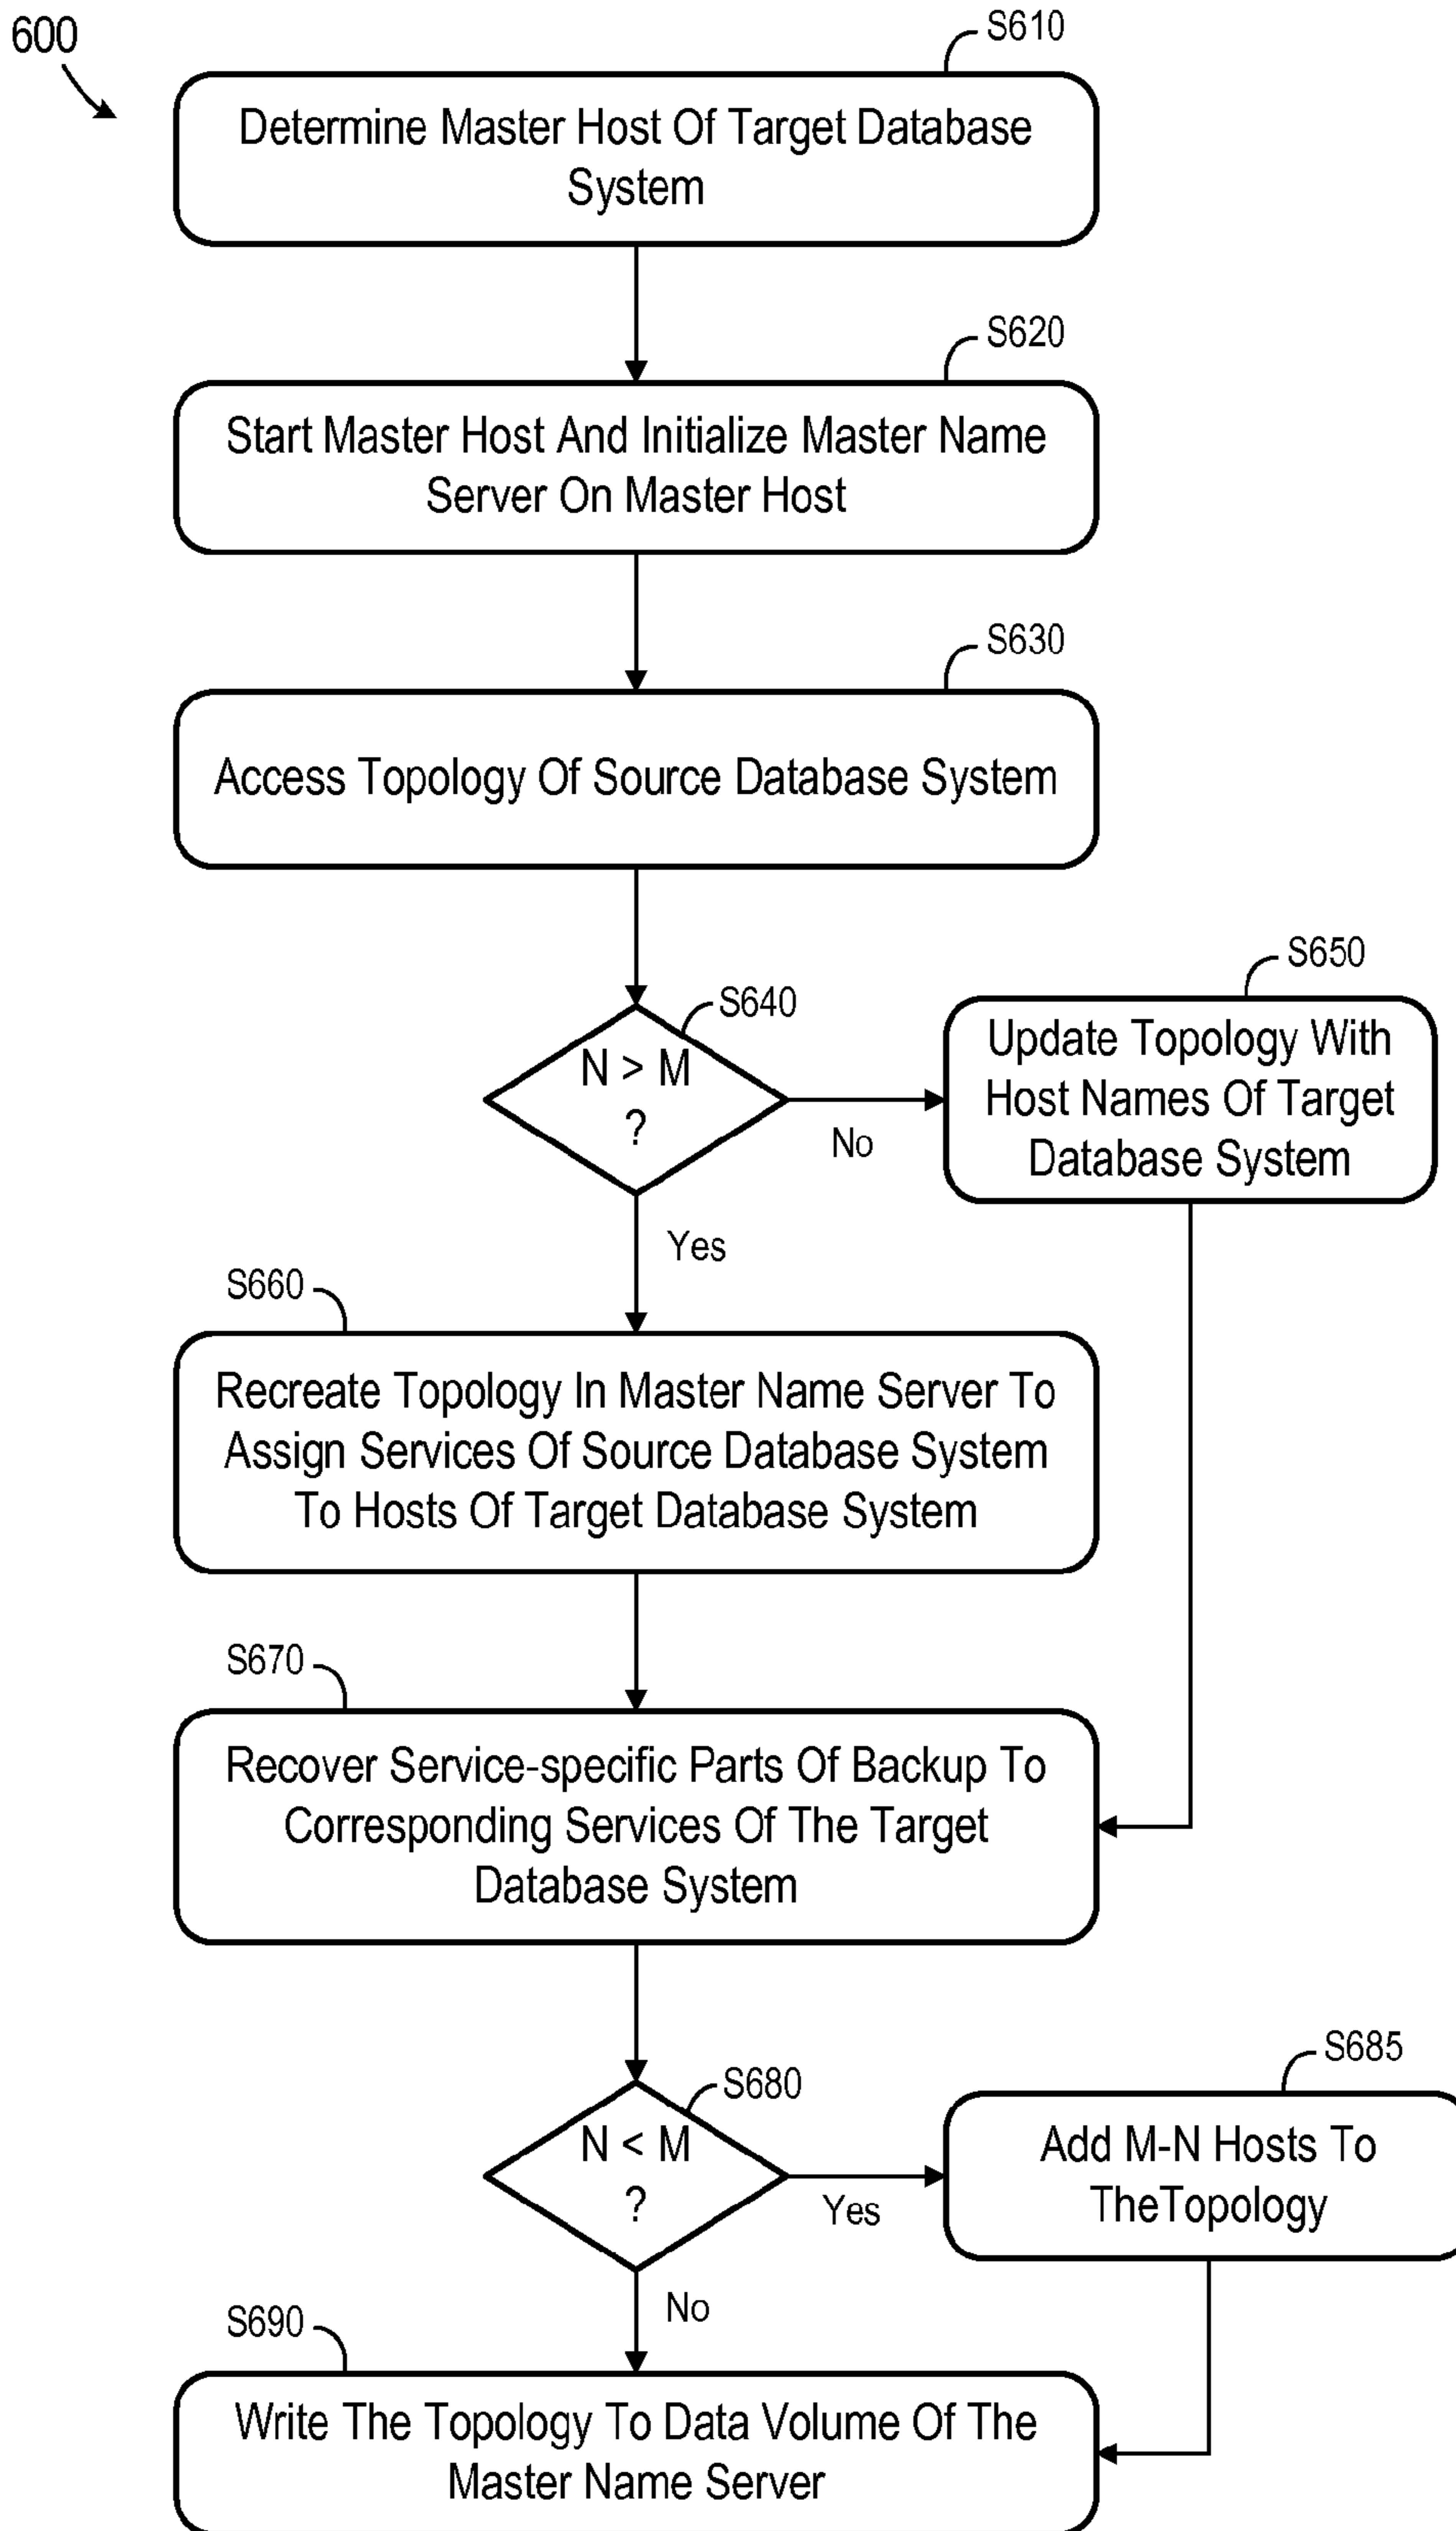 600
S610
Determine Master Host Of Target Database
System
S620
Start Master Host And Initialize Master Name
Server On Master Host
S630
Access Topology Of Source Database System
S640
N > M
?
No
Yes
S650
Update Topology With
Host Names Of Target
Database System
S660
Recreate Topology In Master Name Server To
Assign Services Of Source Database System
To Hosts Of Target Database System
S670
Recover Service-specific Parts Of Backup To
Corresponding Services Of The Target
Database System
S680
N < M
?
Yes
No
S685
Add M-N Hosts To
TheTopology
S690
Write The Topology To Data Volume Of The
Master Name Server